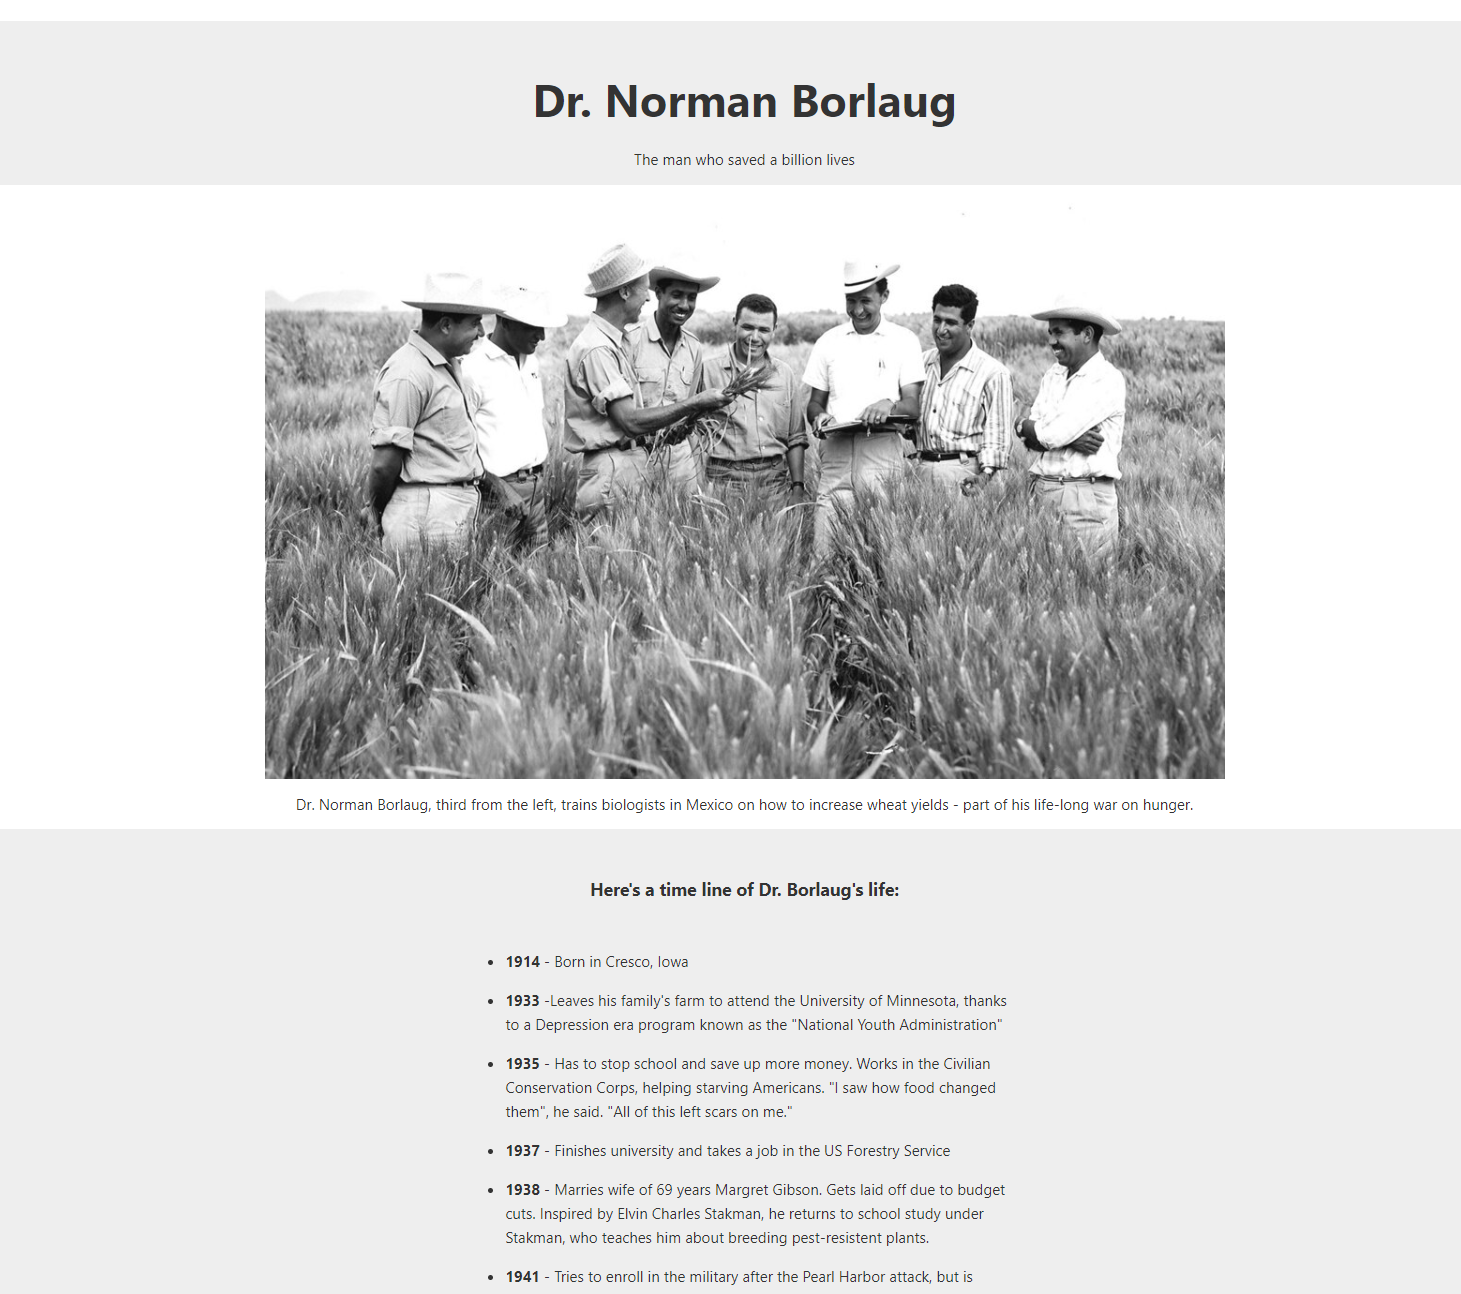 Dr. Norman Borlaug
The man who saved a billion lives
Dr. Norman Borlaug, third from the left, trains biologists in Mexico on how to increase wheat yields - part of his life-long war on hunger.
Here's a time line of Dr. Borlaug's life:
• 1914 - Born in Cresco, Iowa
• 1933 -Leaves his family's farm to attend the University of Minnesota, thanks
to a Depression era program known as the "National Youth Administration"
• 1935 - Has to stop school and save up more money. Works in the Civilian
Conservation Corps, helping starving Americans. "I saw how food changed
them", he said. "All of this left scars on me."
• 1937 - Finishes university and takes a job in the US Forestry Service
• 1938 - Marries wife of 69 years Margret Gibson. Gets laid off due to budget
cuts. Inspired by Elvin Charles Stakman, he returns to school study under
Stakman, who teaches him about breeding pest-resistent plants.
• 1941 - Tries to enroll in the military after the Pearl Harbor attack, but is